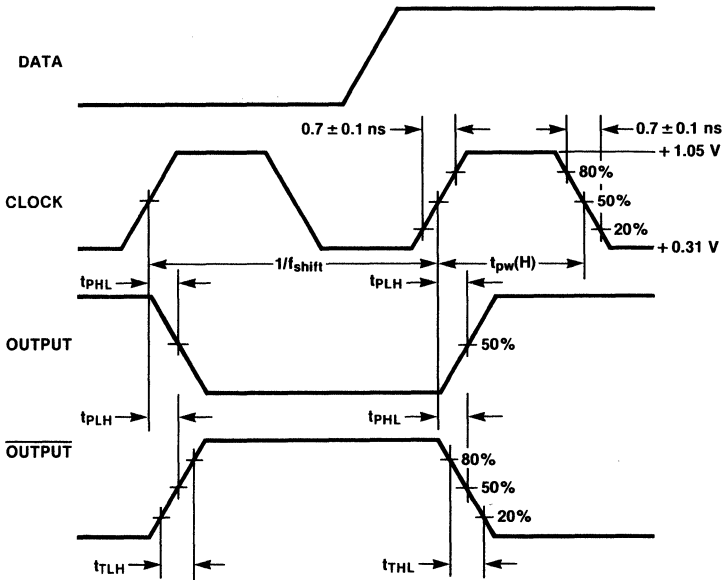 DATA
0.7 ± 0.1 ns
0.7 ± 0.1 ns
+ 1.05 V
80%
CLOCK
50%
20%
+ 0.31 V
1/fshift
tpw(H)
tPHL
tPLH
OUTPUT
50%
tPLH
tPHL
OUTPUT
80%
50%
20%
tTLH
tTHL